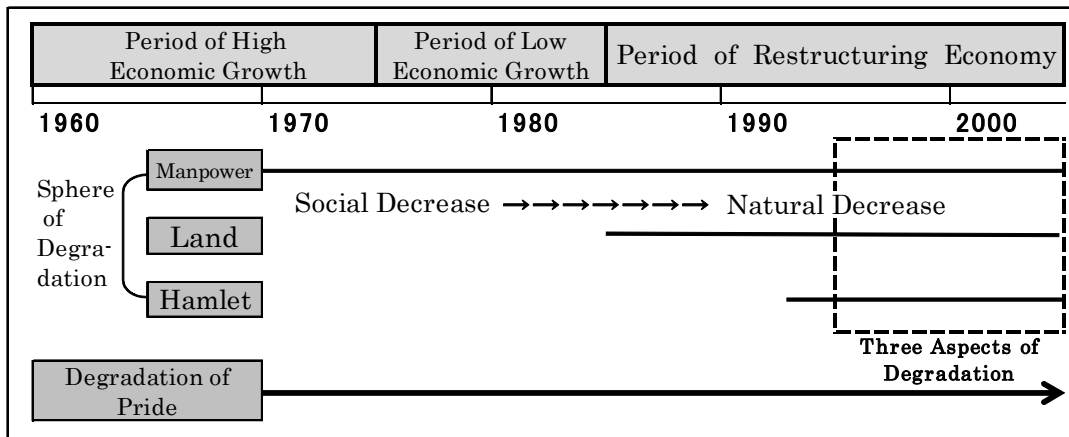 Period of High
Economic Growth
Period of Low
Economic Growth
Period of Restructuring Economy
1960
1970
1980
1990
2000
Sphere
of
Degra-
dation
Manpower
Social Decrease
Natural Decrease
Land
Hamlet
Three Aspects of
Degradation
Degradation of
Pride